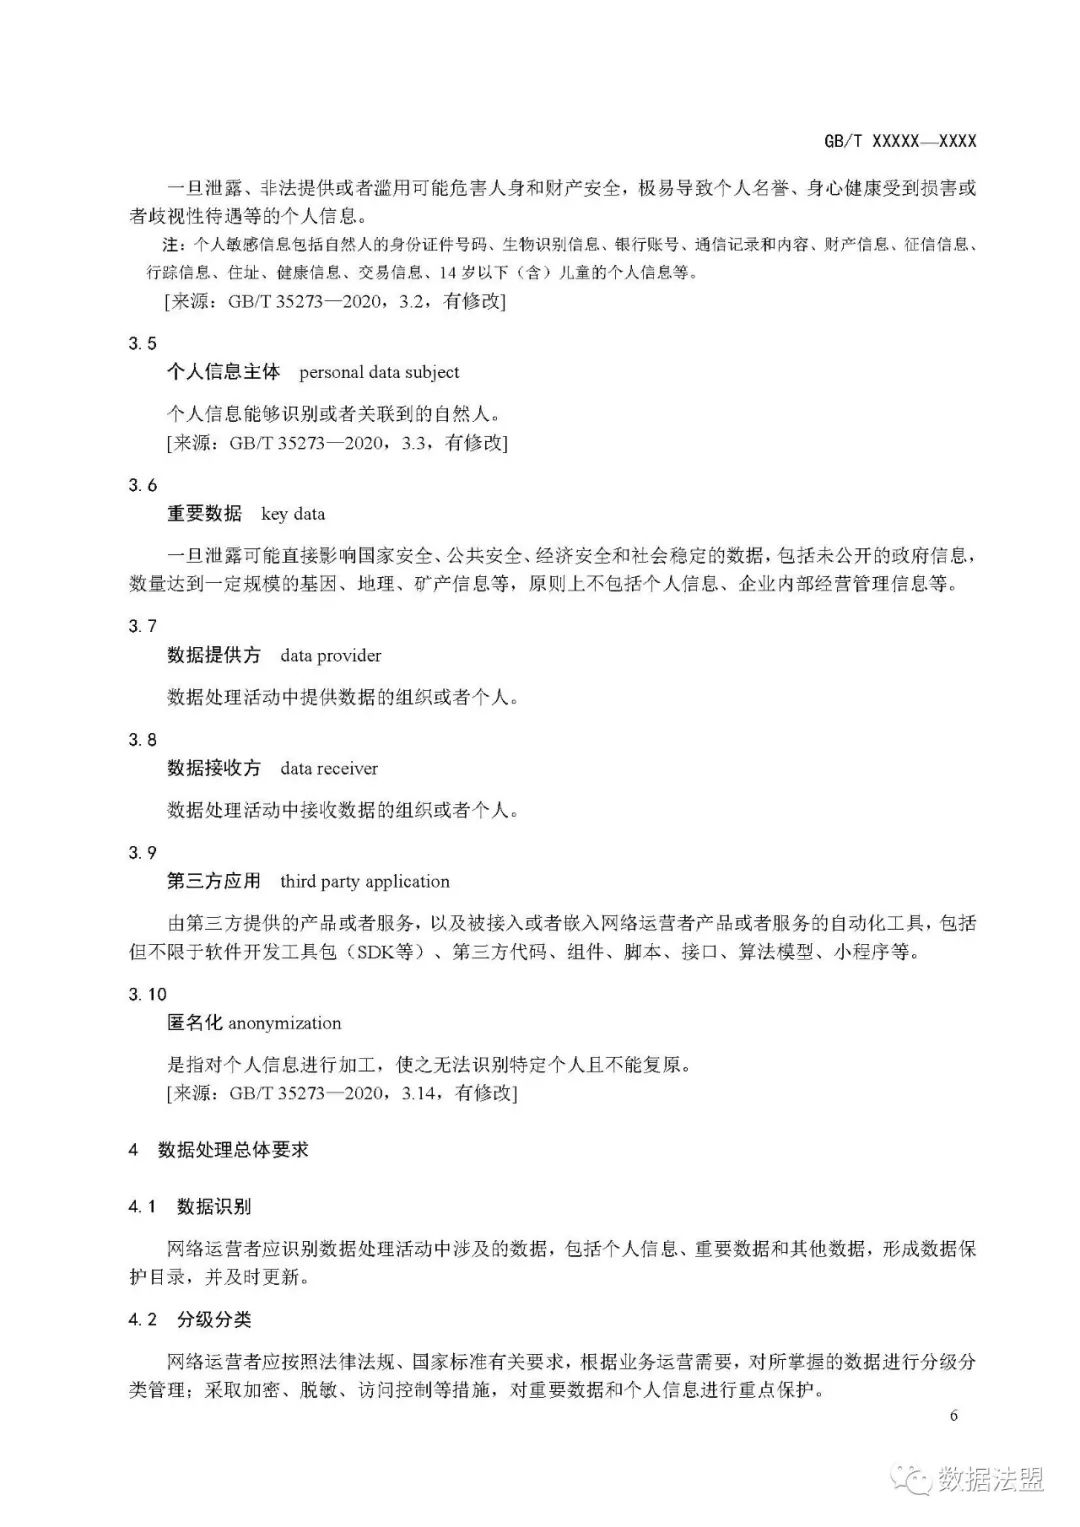 GB/T XXXXX—XXXX
一旦泄露、非法提供或者滥用可能危害人身和财产安全，极易导致个人名誉、身心健康受到损害或
者歧视性待遇等的个人信息。
注：个人敏感信息包括自然人的身份证件号码、生物识别信息、银行账号、通信记录和内容、财产信息、征信信息、
行踪信息、住址、健康信息、交易信息、14 岁以下（含）儿童的个人信息等。
[来源：GB/T 35273—2020，3.2，有修改]
3.5
个人信息主体 personal data subject
个人信息能够识别或者关联到的自然人。
[来源：GB/T 35273—2020，3.3，有修改]
3.6
重要数据 key data
一旦泄露可能直接影响国家安全、公共安全、经济安全和社会稳定的数据，包括未公开的政府信息，
数量达到一定规模的基因、地理、矿产信息等，原则上不包括个人信息、企业内部经营管理信息等。
3.7
数据提供方 data provider
数据处理活动中提供数据的组织或者个人。
3.8
数据接收方 data receiver
数据处理活动中接收数据的组织或者个人。
3.9
第三方应用 third party application
由第三方提供的产品或者服务，以及被接入或者嵌入网络运营者产品或者服务的自动化工具，包括
但不限于软件开发工具包（SDK等）、第三方代码、组件、脚本、接口、算法模型、小程序等。
3.10
匿名化 anonymization
是指对个人信息进行加工，使之无法识别特定个人且不能复原。
[来源：GB/T 35273—2020，3.14，有修改]
4 数据处理总体要求
4.1 数据识别
网络运营者应识别数据处理活动中涉及的数据，包括个人信息、重要数据和其他数据，形成数据保
护目录，并及时更新。
4.2 分级分类
网络运营者应按照法律法规、国家标准有关要求，根据业务运营需要，对所掌握的数据进行分级分
类管理；采取加密、脱敏、访问控制等措施，对重要数据和个人信息进行重点保护。
6
数据法盟